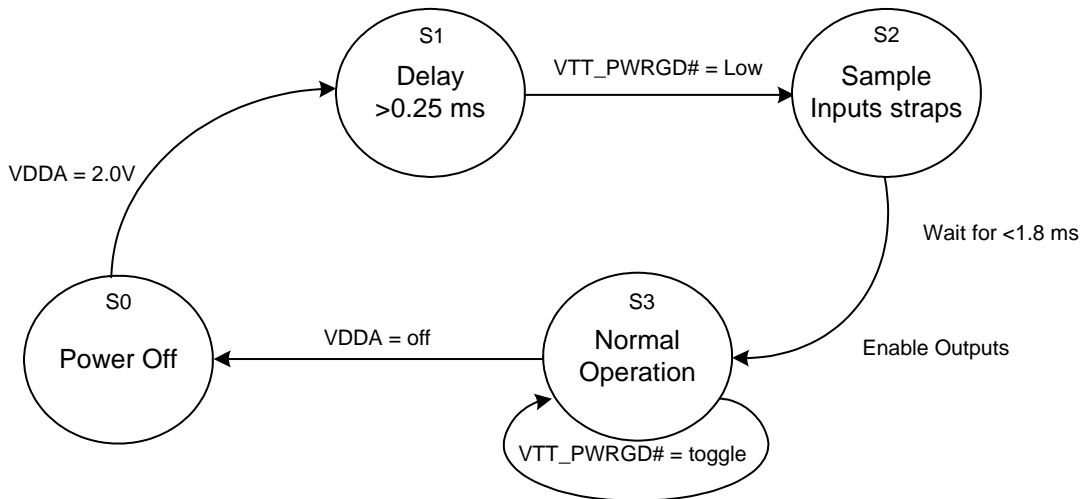 S1
Delay
>0.25 ms
VTT_PWRGD# = Low
S2
Sample
Inputs straps
VDDA = 2.0V
Wait for <1.8 ms
S0
Power Off
VDDA = off
S3
Normal
Operation
Enable Outputs
VTT_PWRGD# = toggle